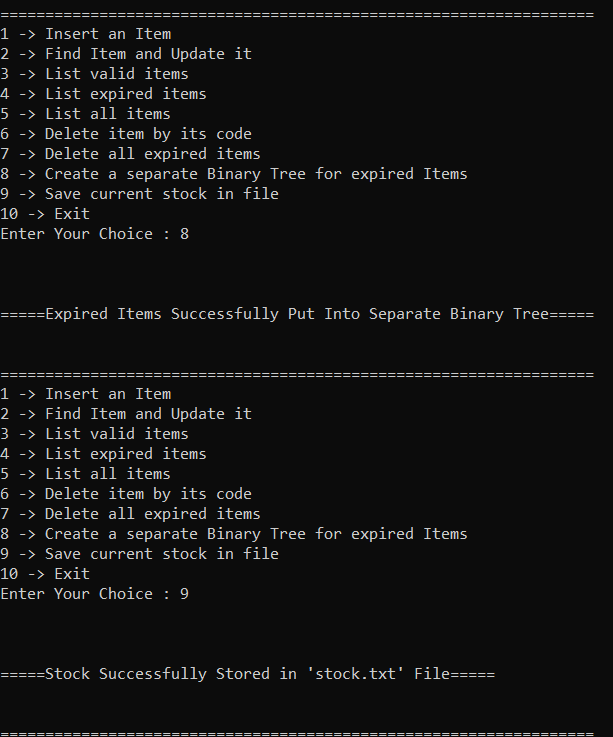 ==================================================================
1 -> Insert an Item
2 -> Find Item and Update it
3 -> List valid items
4 -> List expired items
5 -> List all items
6 -> Delete item by its code
7 -> Delete all expired items
8 -> Create a separate Binary Tree for expired Items
9 -> Save current stock in file
10 -> Exit
Enter Your Choice : 8
=====Expired Items Successfully Put Into Separate Binary Tree=====
==================================================================
1 -> Insert an Item
2 -> Find Item and Update it
3 -> List valid items
4 -> List expired items
5 -> List all items
6 -> Delete item by its code
7 -> Delete all expired items
8 -> Create a separate Binary Tree for expired Items
9 -> Save current stock in file
10 -> Exit
Enter Your Choice : 9
=====Stock Successfully Stored in 'stock.txt' File=====
==================================================================